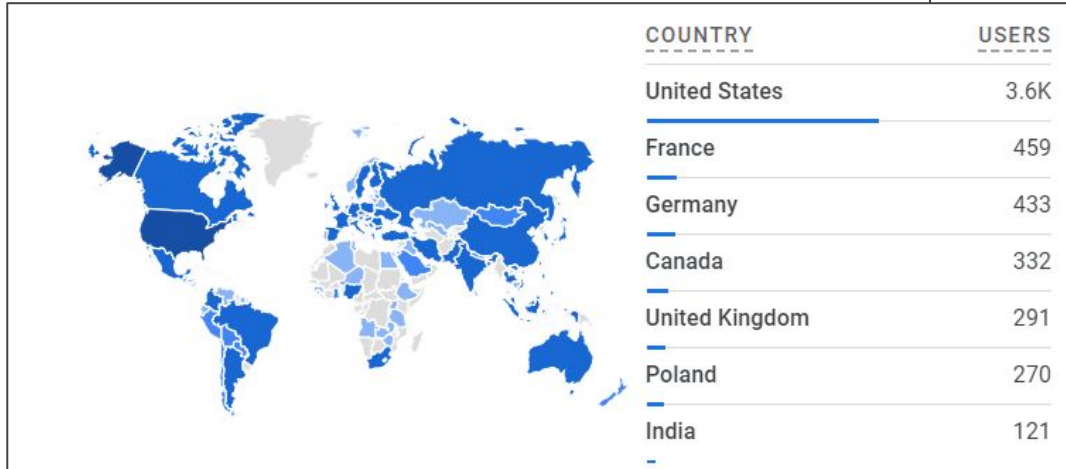 COUNTRY USERS
United States 3.6K
France 459
Germany 433
Canada 332
United Kingdom 291
Poland 270
India 121